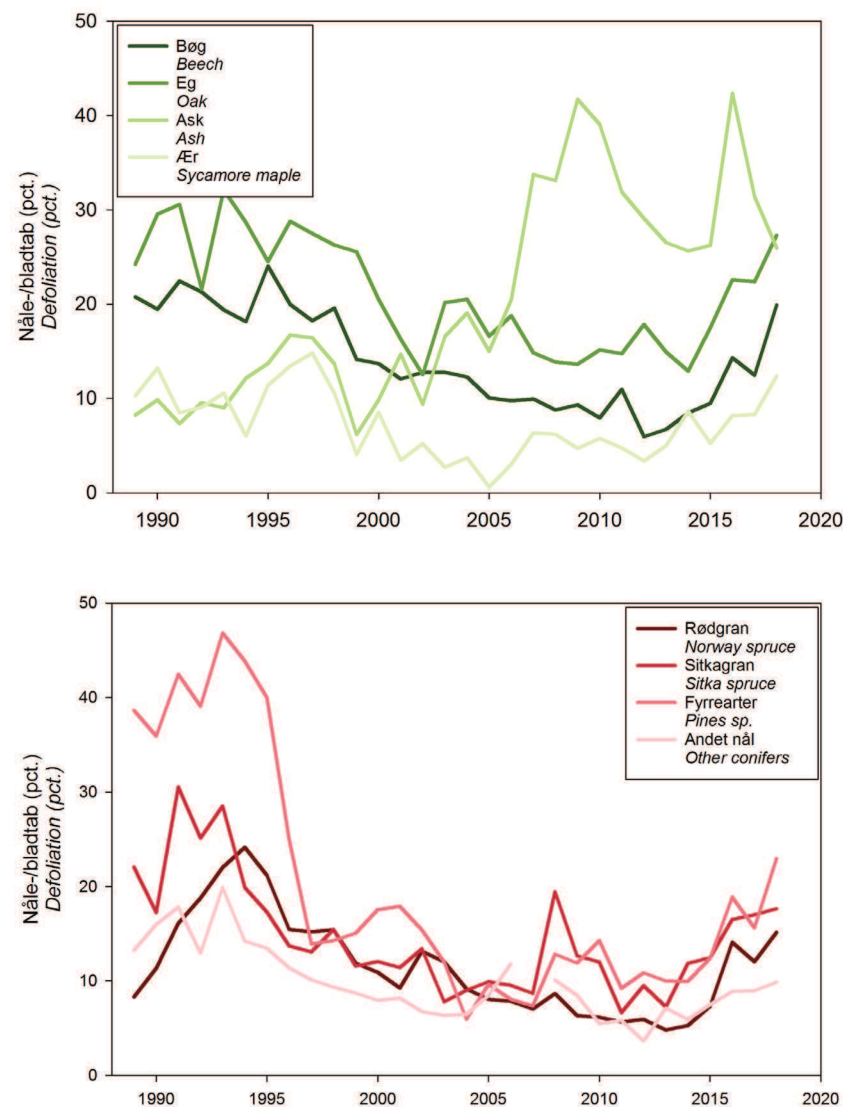 50
40
30
20
10
0
Nåle-/bladtab (pct.)
Defoliation (pct.)
Bøg
Beech
Eg
Oak
Ask
Ash
Ær
Sycamore maple
1990 1995 2000 2005 2010 2015 2020
50
40
30
20
10
0
Nåle-/bladtab (pct.)
Defoliation (pct.)
Rødgran
Norway spruce
Sitkagran
Sitka spruce
Fyrrearter
Pines sp.
Andet nål
Other conifers
1990 1995 2000 2005 2010 2015 2020